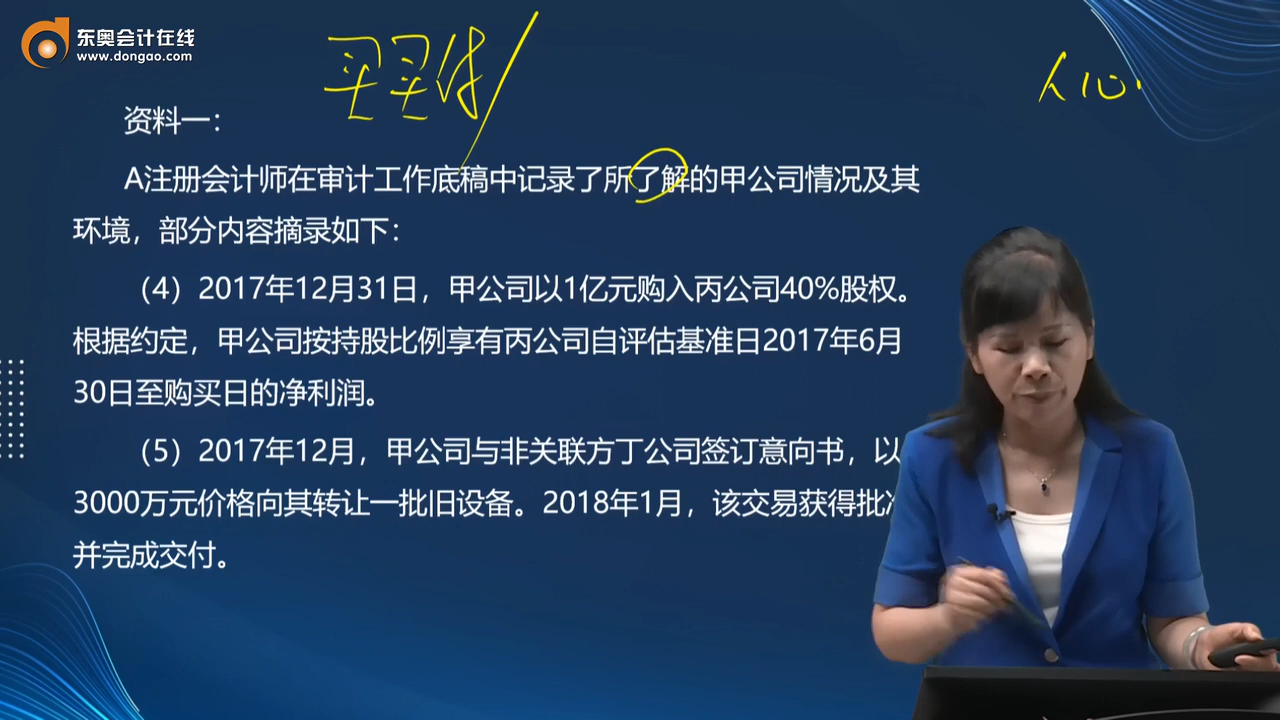 东奥会计在线
www.dongao.com
资料一：
A注册会计师在审计工作底稿中记录了所了解的甲公司情况及其
环境，部分内容摘录如下：
（4）2017年12月31日，甲公司以1亿元购入丙公司40%股权。
根据约定，甲公司按持股比例享有丙公司自评估基准日2017年6月
30日至购买日的净利润。
（5）2017年12月，甲公司与非关联方丁公司签订意向书，以
3000万元价格向其转让一批旧设备。2018年1月，该交易获得批
并完成交付。